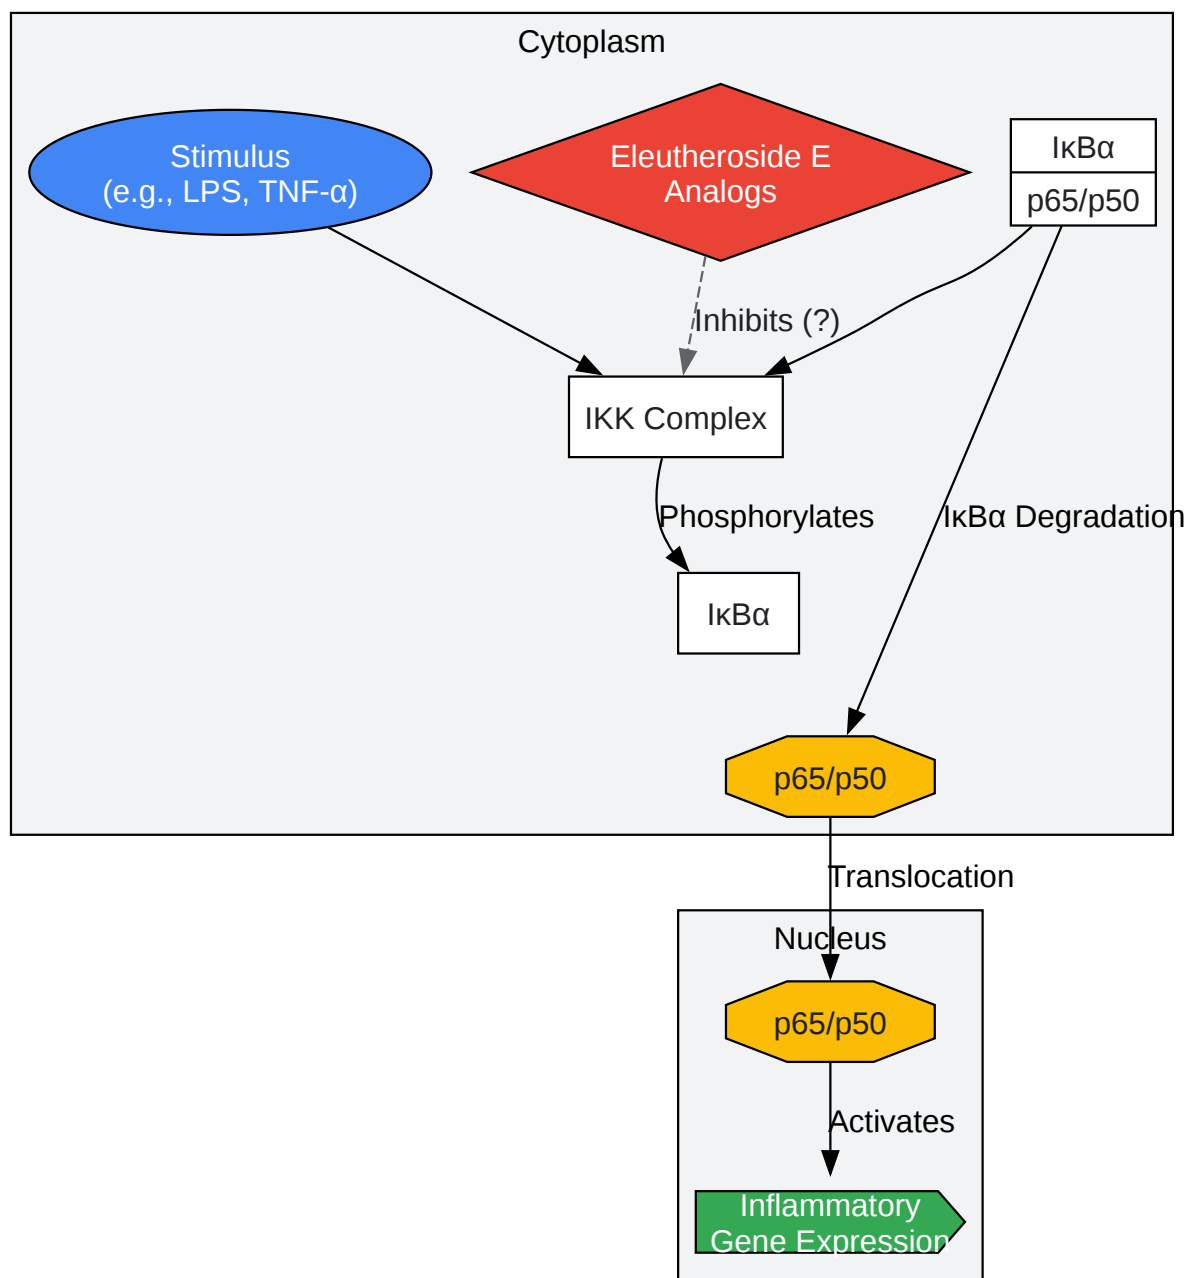 Cytoplasm
Stimulus
(e.g., LPS, TNF-α)
Eleutheroside E
Analogs
IκBα
p65/p50
Inhibits (?)
IKK Complex
Phosphorylates
IκBα Degradation
IκBα
p65/p50
Translocation
Nucleus
p65/p50
Activates
Inflammatory
Gene Expression